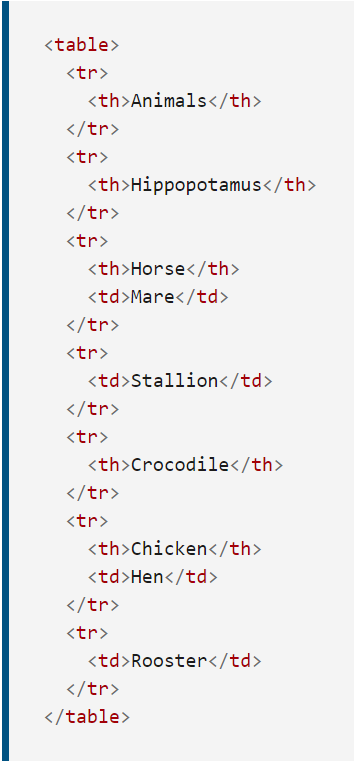 <table>
<tr>
<th>Animals</th>
</tr>
<tr>
<th>Hippopotamus</th>
</tr>
<tr>
<th>Horse</th>
<td>Mare</td>
</tr>
<tr>
<td>Stallion</td>
</tr>
<tr>
<th>Crocodile</th>
</tr>
<tr>
<th>Chicken</th>
<td>Hen</td>
</tr>
<tr>
<td>Rooster</td>
</tr>
</table>